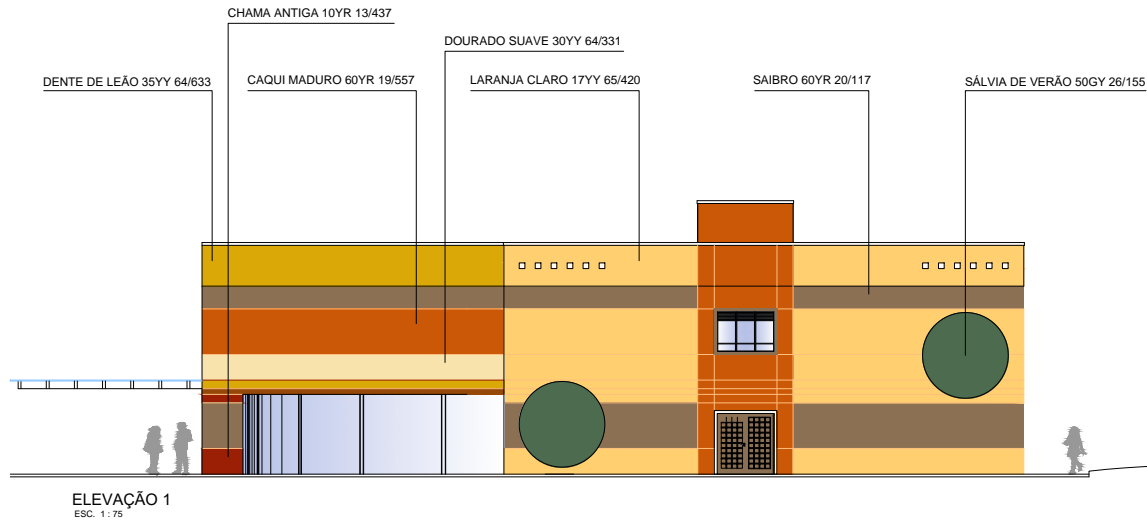 CHAMA ANTIGA 10YR 13/437
DOURADO SUAVE 30YY 64/331
DENTE DE LEÃO 35YY 64/633
CAQUI MADURO 60YR 19/557
LARANJA CLARO 17YY 65/420
SAIBRO 60YR 20/117
SÁLVIA DE VERÃO 50GY 26/155
ELEVAÇÃO 1
ESC. 1 : 75